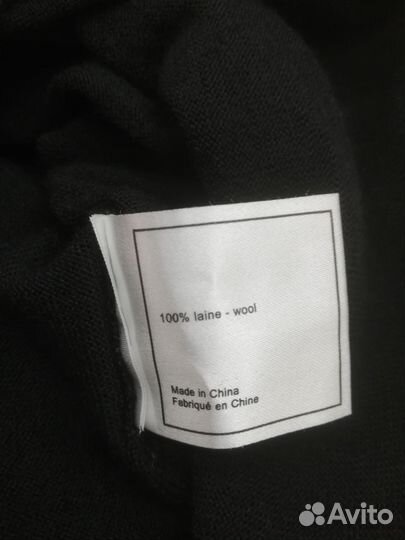 100% laine - wool
Made in China
Fabriqué en Chine
Avito